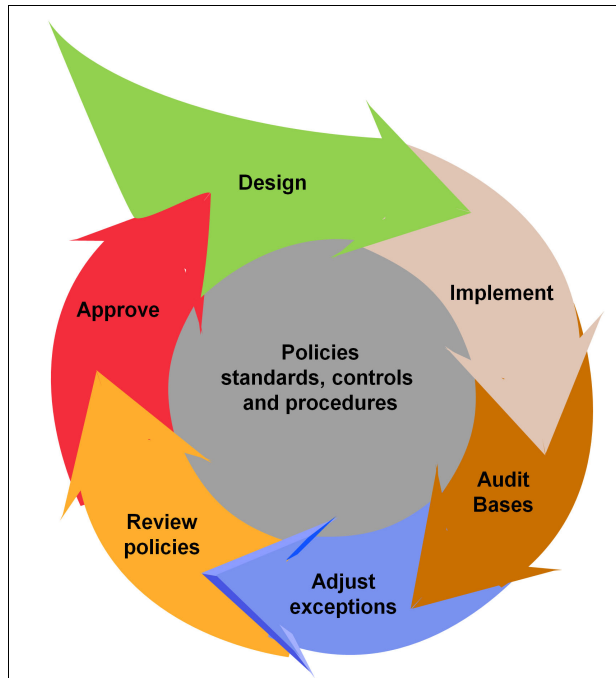 Design
Implement
Approve
Policies
standards, controls
and procedures
Audit
Bases
Review
policies
Adjust
exceptions